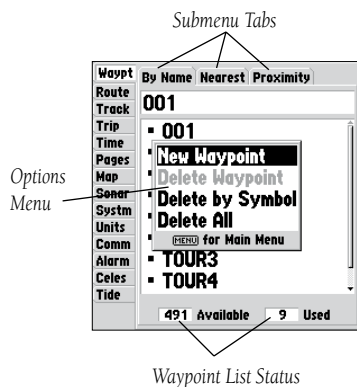 Submenu Tabs
Waypt
By Name Nearest Proximity
Route
Track
Trip
Time
Pages
Map
Sonar
Systm
Units
Comm
Alarm
Celes
Tide
001
001
New Waypoint
Delete Waypoint
Delete by Symbol
Delete All
MENU for Main Menu
TOUR3
TOUR4
491 Available 9 Used
Options
Menu
Waypoint List Status